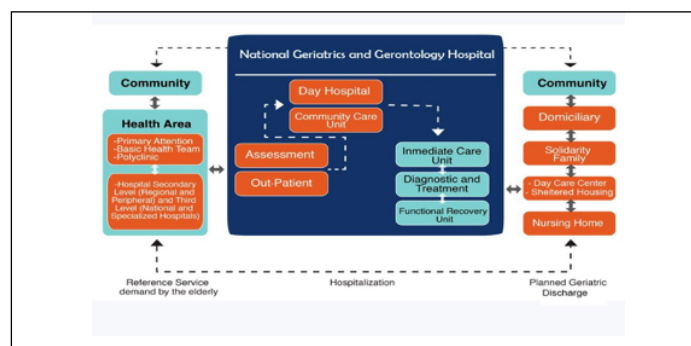 National Geriatrics and Gerontology Hospital
Community
Health Area
-Primary Attention
-Basic Health Team
-Polyclinic
-Hospital Secondary
Level (Regional and
Peripheral) and Third
Level (National and
Specialized Hospitals)
Day Hospital
Community Care
Unit
Assessment
Out-Patient
Inmediate Care
Unit
Diagnostic and
Treatment
Functional Recovery
Unit
Community
Domiciliary
Solidarity
Family
- Day Care Center
- Sheltered Housing
Nursing Home
Reference Service
demand by the elderly
Hospitalization
Planned Geriatric
Discharge